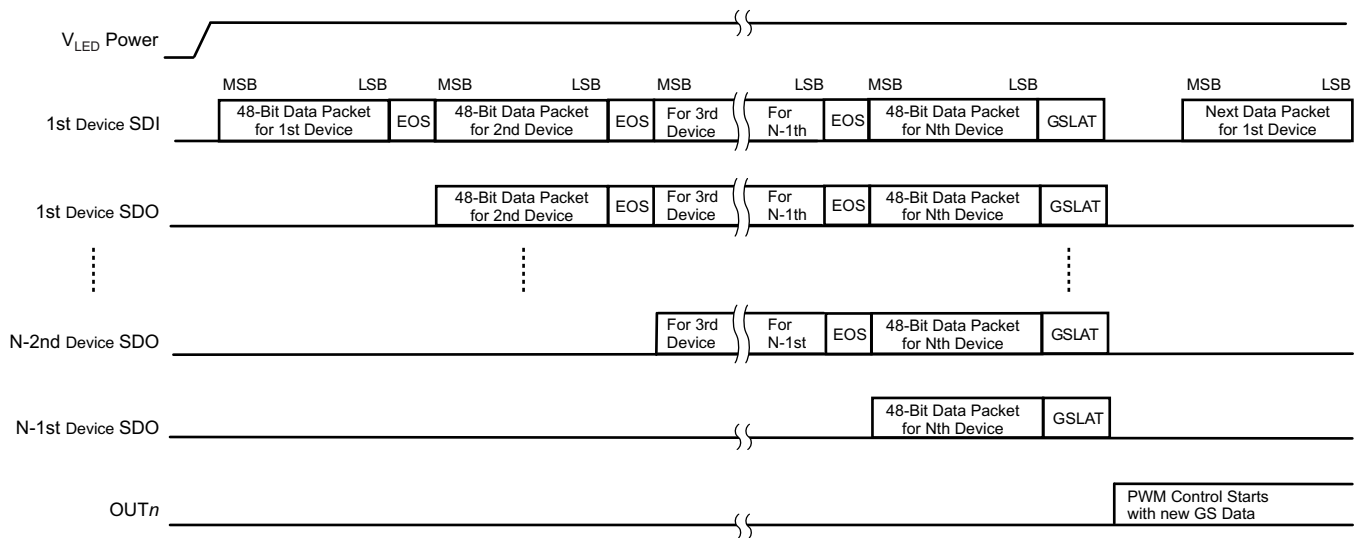 VLED Power
MSB LSB MSB LSB MSB LSB MSB LSB MSB LSB
1st Device SDI
48-Bit Data Packet
for 1st Device
EOS
48-Bit Data Packet
for 2nd Device
EOS
For 3rd
Device
For
N-1th
EOS
48-Bit Data Packet
for Nth Device
GSLAT
Next Data Packet
for 1st Device
1st Device SDO
48-Bit Data Packet
for 2nd Device
EOS
For 3rd
Device
For
N-1th
EOS
48-Bit Data Packet
for Nth Device
GSLAT
N-2nd Device SDO
For 3rd
Device
For
N-1st
EOS
48-Bit Data Packet
for Nth Device
GSLAT
N-1st Device SDO
48-Bit Data Packet
for Nth Device
GSLAT
OUTn
PWM Control Starts
with new GS Data